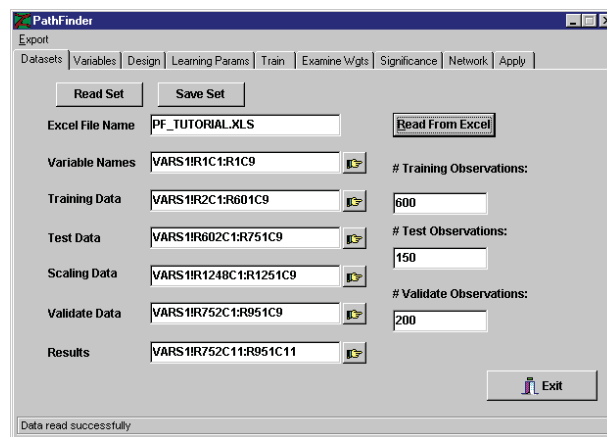 PathFinder
Export
Datasets Variables Design Learning Params Train Examine Wgts Significance Network Apply
Read Set Save Set
Excel File Name PF_TUTORIAL.XLS Read From Excel
Variable Names VARS1!R1C1:R1C9
# Training Observations:
Training Data VARS1!R2C1:R601C9
600
# Test Observations:
Test Data VARS1!R602C1:R751C9
150
Scaling Data VARS1!R1248C1:R1251C9
# Validate Observations:
Validate Data VARS1!R752C1:R951C9
200
Results VARS1!R752C11:R951C11
Exit
Data read successfully